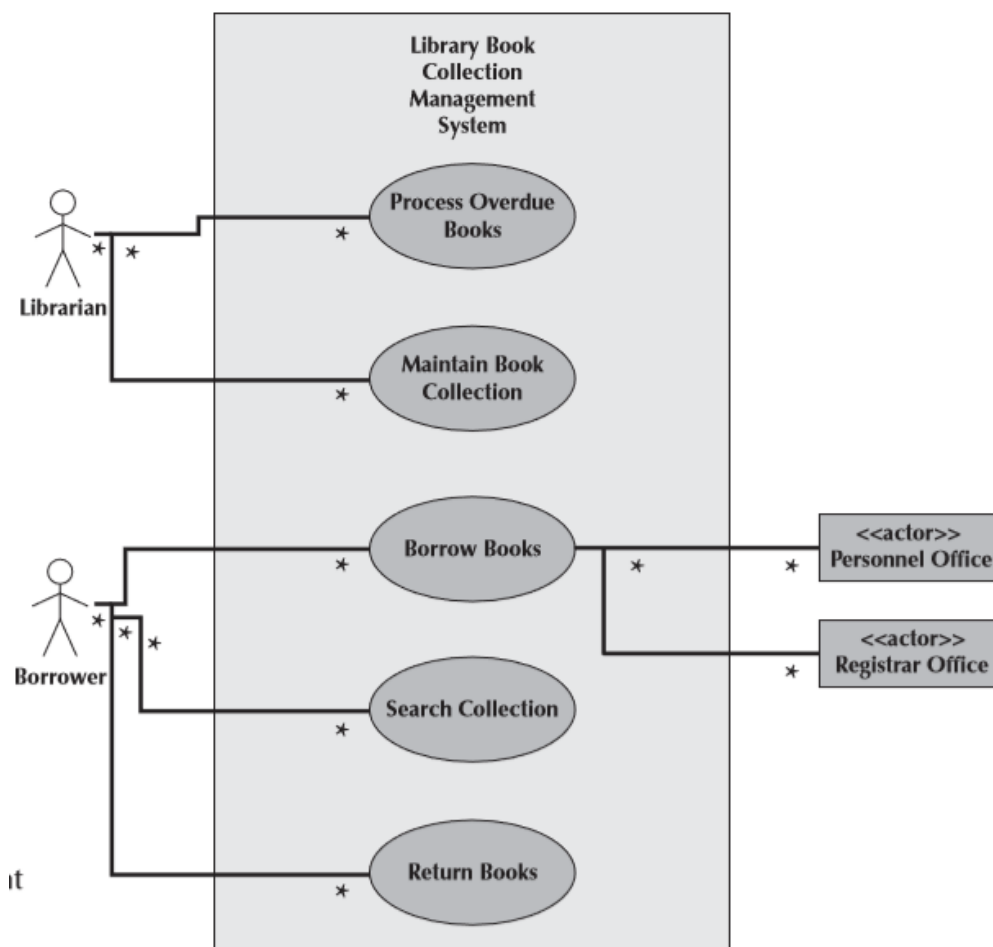 Library Book
Collection
Management
System
Process Overdue
Books
*
*
*
Librarian
Maintain Book
Collection
*
Borrow Books
<<actor>>
Personnel Office
*
*
*
*
*
*
<<actor>>
Registrar Office
*
Borrower
Search Collection
*
Return Books
*